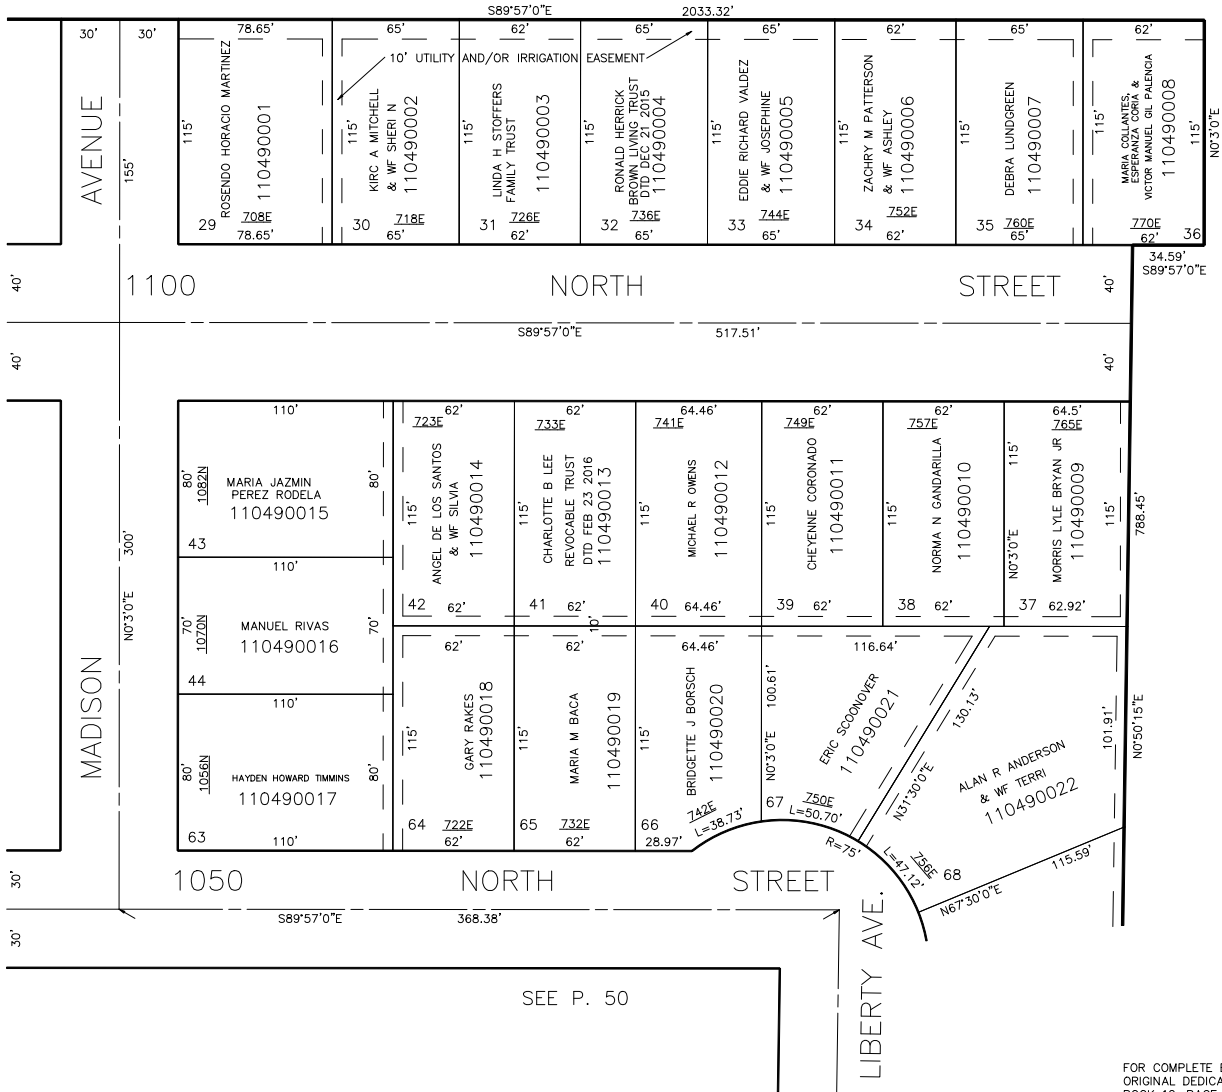 S89°57'0"E 2033.32'
30' 30' 78.65' 65' 62' 65' 65' 62' 65' 62'
10' UTILITY AND/OR IRRIGATION EASEMENT
AVENUE
155'
115'
ROSENDO HORACIO MARTINEZ
110490001
29 708E
78.65'
115'
KIRC A MITCHELL
& WF SHERI N
110490002
30 718E
65'
115'
LINDA H STOFFERS
FAMILY TRUST
110490003
31 726E
62'
115'
RONALD HERRICK
BROWN LIVING TRUST
DTD DEC 21 2015
110490004
32 736E
65'
115'
EDDIE RICHARD VALDEZ
& WF JOSEPHINE
110490005
33 744E
65'
115'
ZACHRY M PATTERSON
& WF ASHLEY
110490006
34 752E
62'
115'
DEBRA LUNDGREEN
110490007
35 760E
65'
115'
MARIA COLLANTES,
ESPERANZA CORIA &
VICTOR MANUEL GIL PALENCIA
110490008
115'
N0°3'0"E
770E 36
62'
34.59'
S89°57'0"E
40' 1100 NORTH STREET 40'
S89°57'0"E 517.51'
40' 40'
110'
80'
1082N
MARIA JAZMIN
PEREZ RODELA
110490015
80'
43
110'
70'
1070N
MANUEL RIVAS
110490016
70'
44
110'
80'
1056N
HAYDEN HOWARD TIMMINS
110490017
80'
63 110'
300'
N0°3'0"E
MADISON
62'
723E
115'
ANGEL DE LOS SANTOS
& WF SILVIA
110490014
42 62'
62'
733E
115'
CHARLOTTE B LEE
REVOCABLE TRUST
DTD FEB 23 2016
110490013
41 62'
10'
64.46'
741E
115'
MICHAEL R OWENS
110490012
40 64.46'
62'
749E
115'
CHEYENNE CORONADO
110490011
39 62'
62'
757E
115'
NORMA N GANDARILLA
110490010
38 62'
64.5'
765E
115'
N0°3'0"E
MORRIS LYLE BRYAN JR
110490009
115'
37 62.92'
788.45'
N0°50'15"E
62'
115'
GARY RAKES
110490018
64 722E
62'
62'
115'
MARIA M BACA
110490019
65 732E
62'
64.46'
115'
BRIDGETTE J BORSCH
110490020
66 742E
28.97' L=38.73'
116.64'
100.61'
N0°3'0"E
ERIC SCOONOVER
110490021
67 750E
L=50.70'
R=75'
130.13'
N31°30'0"E
ALAN R ANDERSON
& WF TERRI
110490022
101.91'
756E 68
L=47.12'
115.59'
N67°30'0"E
30' 1050 NORTH STREET
S89°57'0"E 368.38'
30'
LIBERTY AVE.
SEE P. 50
FOR COMPLETE
ORIGINAL DEDICA